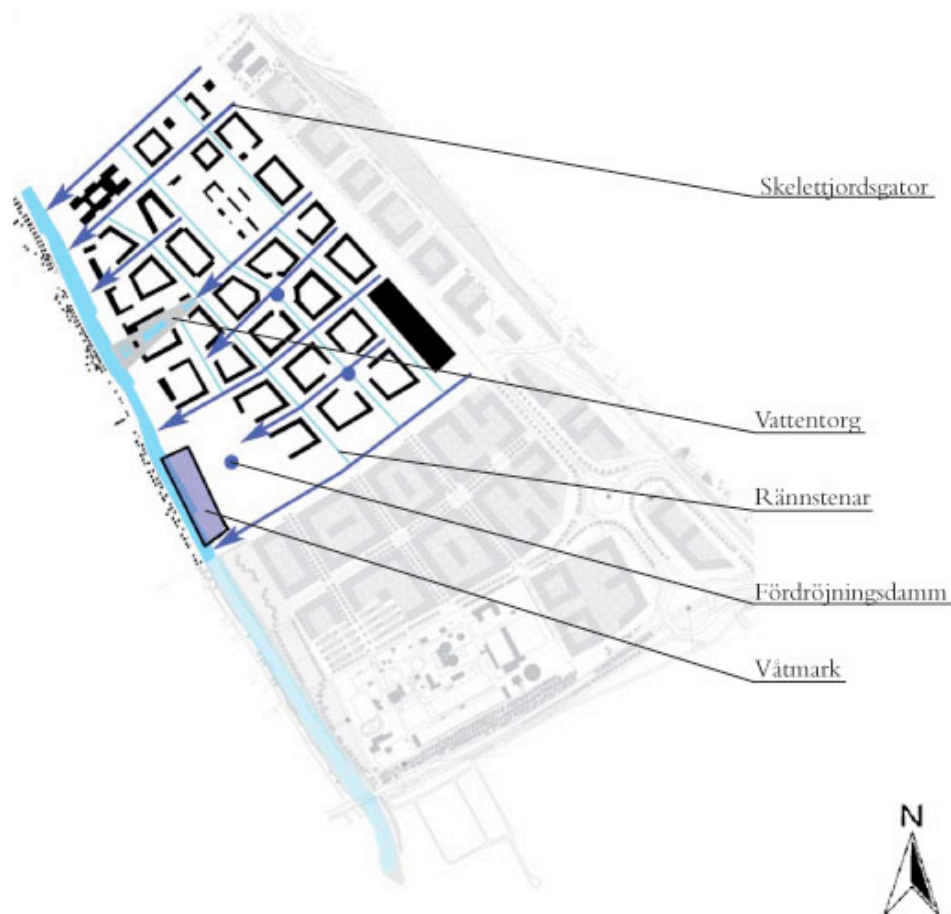 Skelettjordsgator
Vattentorg
Rännstenar
Fördröjningsdamm
Våtmark
N